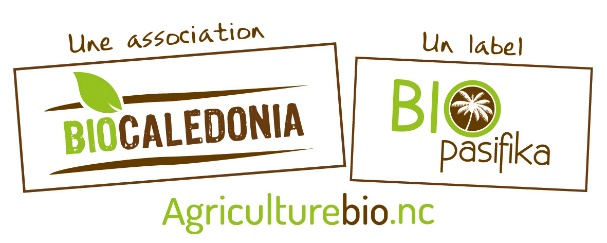 Une association
BIOCALEDONIA
Un label
BIO
pasifika
Agriculturebio.nc